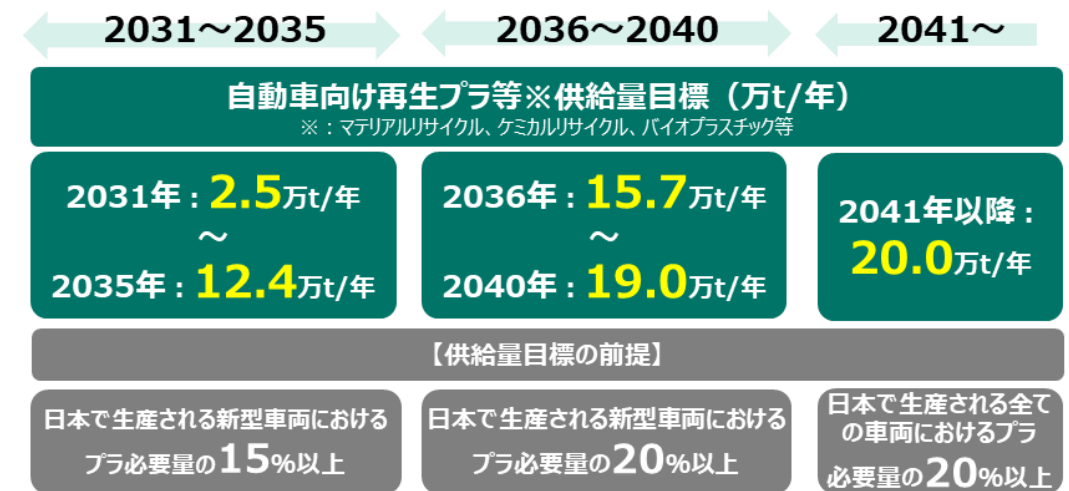 2031～2035
2036～2040
2041～
自動車向け再生プラ等※供給量目標（万t/年）
※：マテリアルリサイクル、ケミカルリサイクル、バイオプラスチック等
2031年：2.5万t/年
～
2035年：12.4万t/年
2036年：15.7万t/年
～
2040年：19.0万t/年
2041年以降：
20.0万t/年
【供給量目標の前提】
日本で生産される新型車両における
プラ必要量の15%以上
日本で生産される新型車両における
プラ必要量の20%以上
日本で生産される全て
の車両におけるプラ
必要量の20%以上